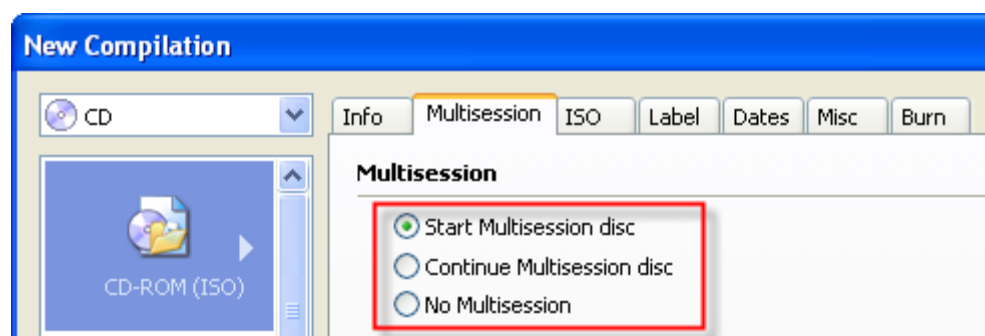 New Compilation
CD
Info Multisession ISO Label Dates Misc Burn
Multisession
Start Multisession disc
Continue Multisession disc
No Multisession
CD-ROM (ISO)